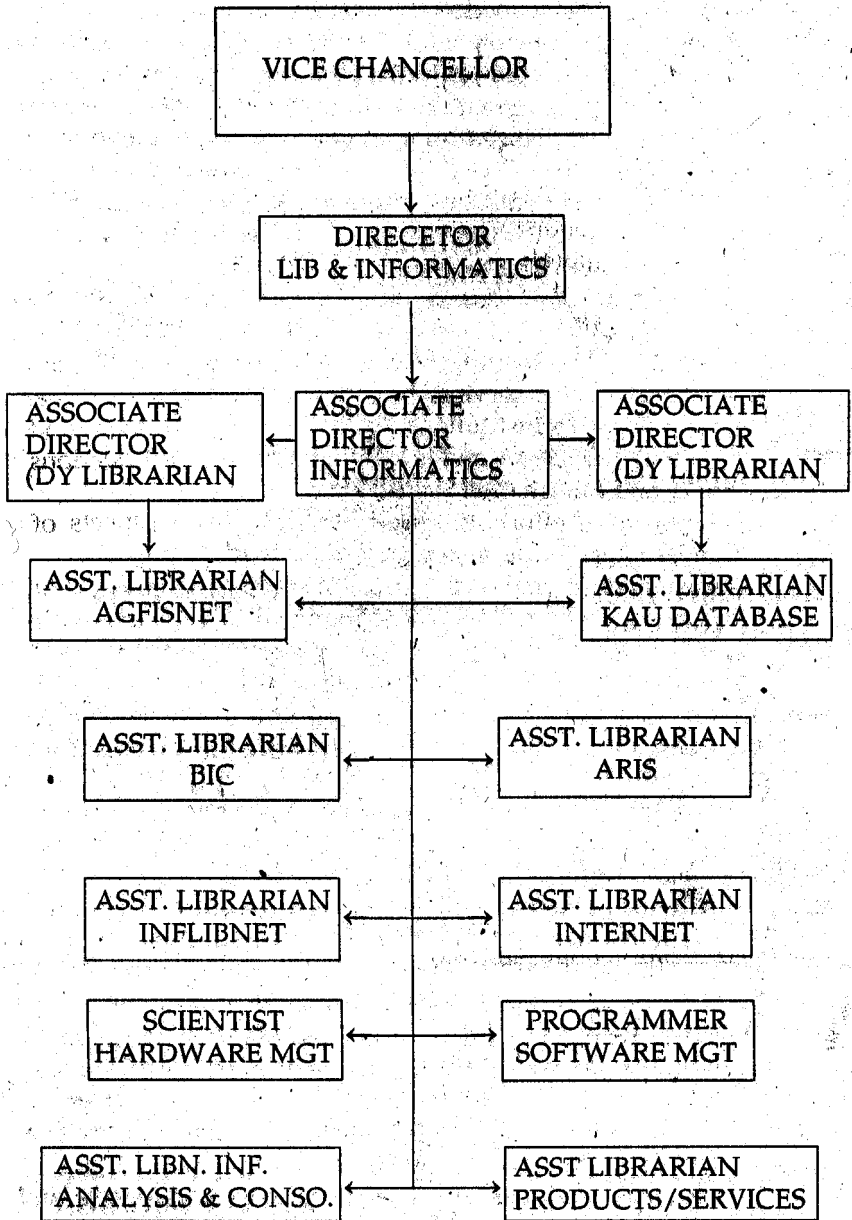 VICE CHANCELLOR
DIRECETOR
LIB & INFORMATICS
ASSOCIATE
DIRECTOR
(DY LIBRARIAN
ASSOCIATE
DIRECTOR
INFORMATICS
ASSOCIATE
DIRECTOR
(DY LIBRARIAN
ASST. LIBRARIAN
AGFISNET
ASST. LIBRARIAN
KAU DATABASE
ASST. LIBRARIAN
BIC
ASST. LIBRARIAN
ARIS
ASST. LIBRARIAN
INFLIBNET
ASST. LIBRARIAN
INTERNET
SCIENTIST
HARDWARE MGT
PROGRAMMER
SOFTWARE MGT
ASST. LIBN. INF.
ANALYSIS & CONSO.
ASST LIBRARIAN
PRODUCTS/SERVICES